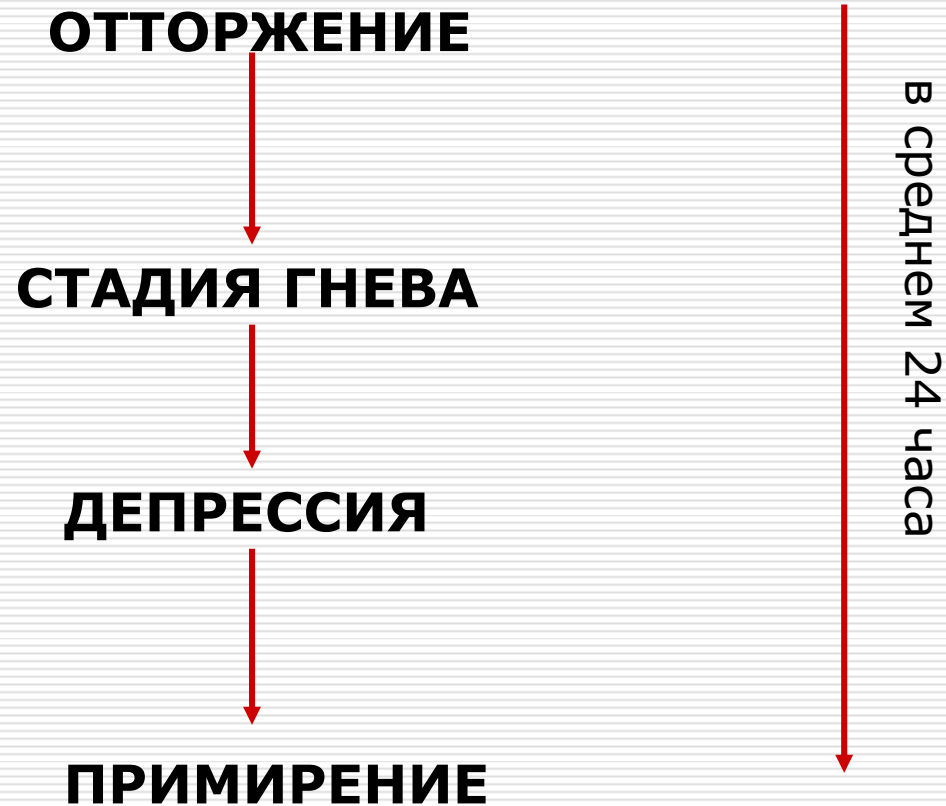 ОТТОРЖЕНИЕ
СТАДИЯ ГНЕВА
ДЕПРЕССИЯ
ПРИМИРЕНИЕ
в среднем 24 часа